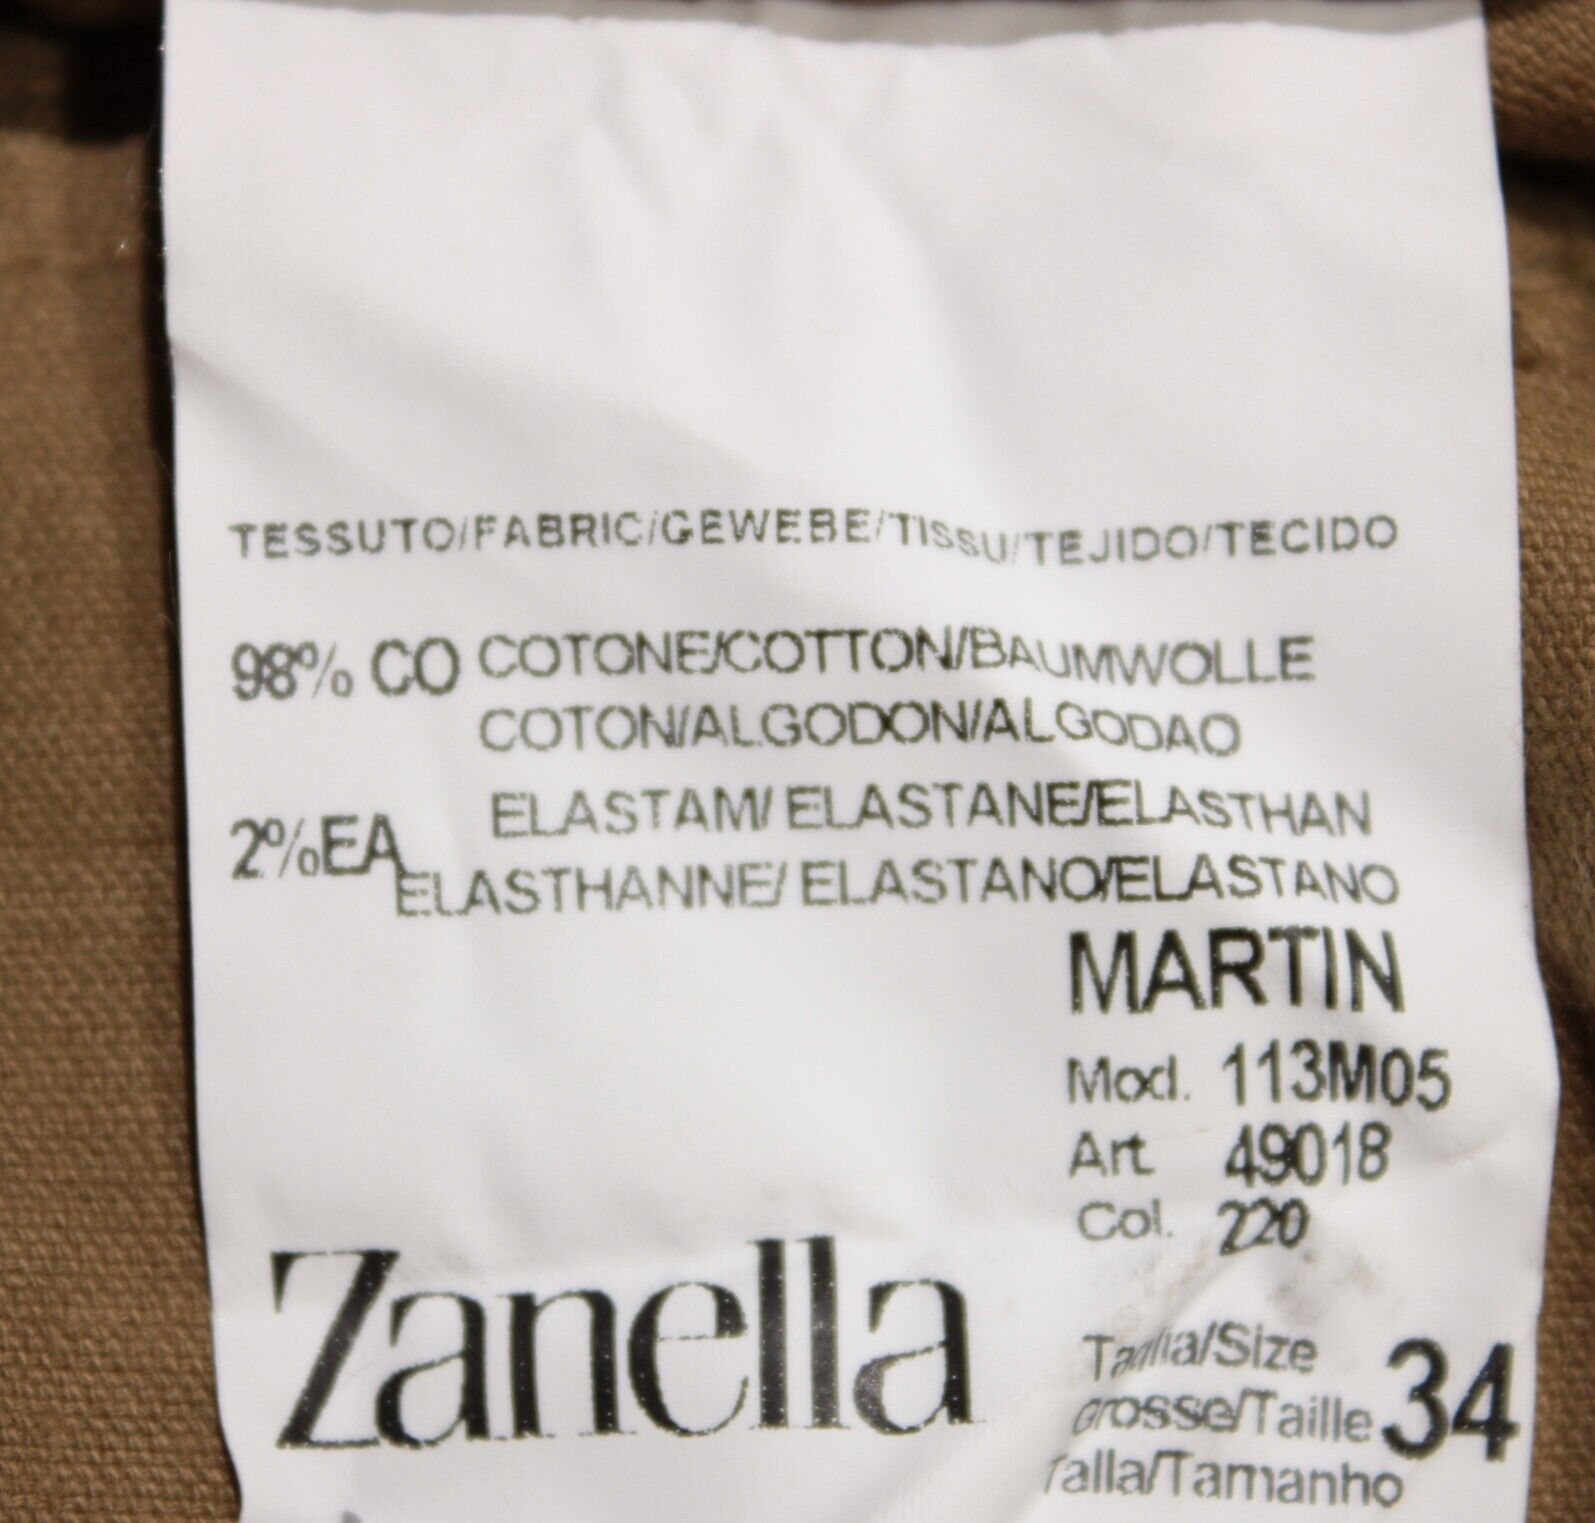 TESSUTO/FABRIC/GEWEBE/TISSU/TEJIDO/TECIDO
98% CO COTONE/COTTON/BAUMWOLLE
COTON/ALGODON/ALGODAO
2%EA ELASTAM/ ELASTANE/ELASTHAN
ELASTHANNE/ ELASTANO/ELASTANO
MARTIN
Mod. 113M05
Art. 49018
Col. 220
Zanella
Taglia/Size
Grosse/Taille 34
Talla/Tamanho